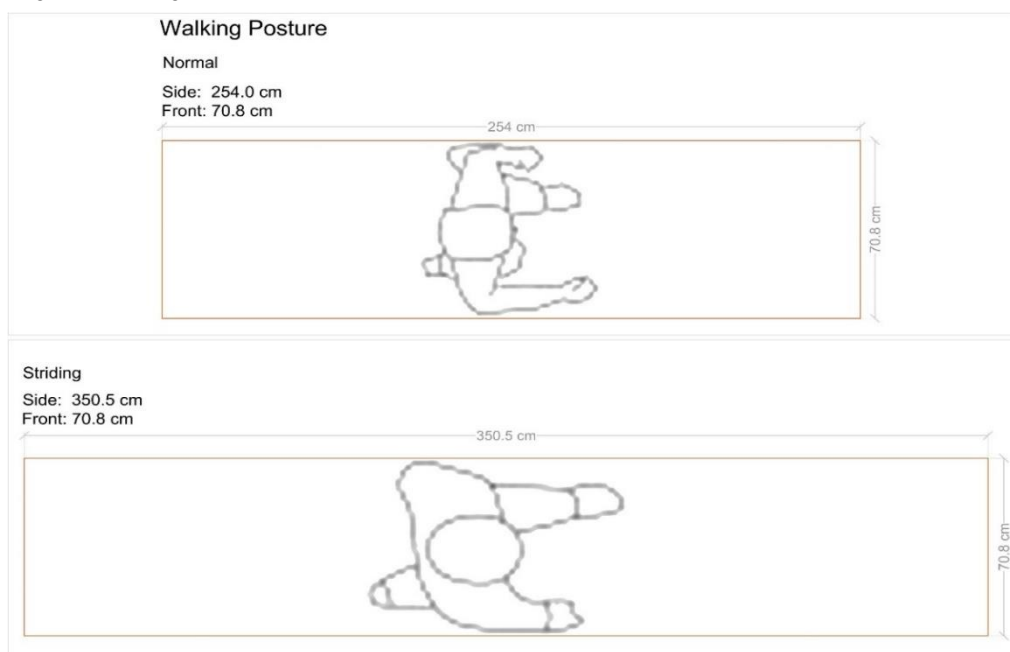 Walking Posture
Normal
Side: 254.0 cm
Front: 70.8 cm
254 cm
70.8 cm
Striding
Side: 350.5 cm
Front: 70.8 cm
350.5 cm
70.8 cm